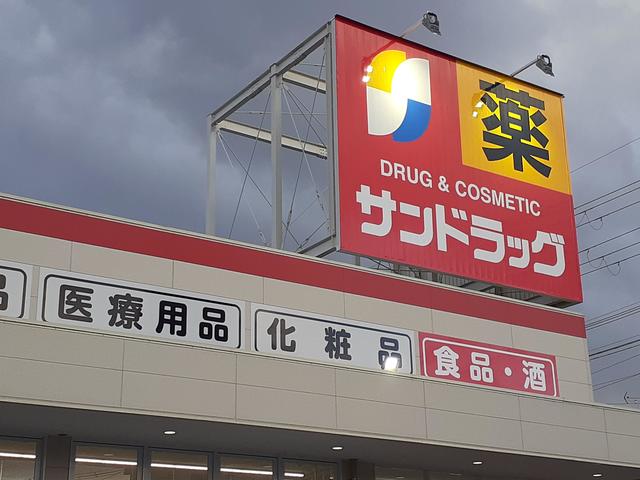 薬
DRUG & COSMETIC
サンドラッグ
品
医療用品
化粧品
食品・酒